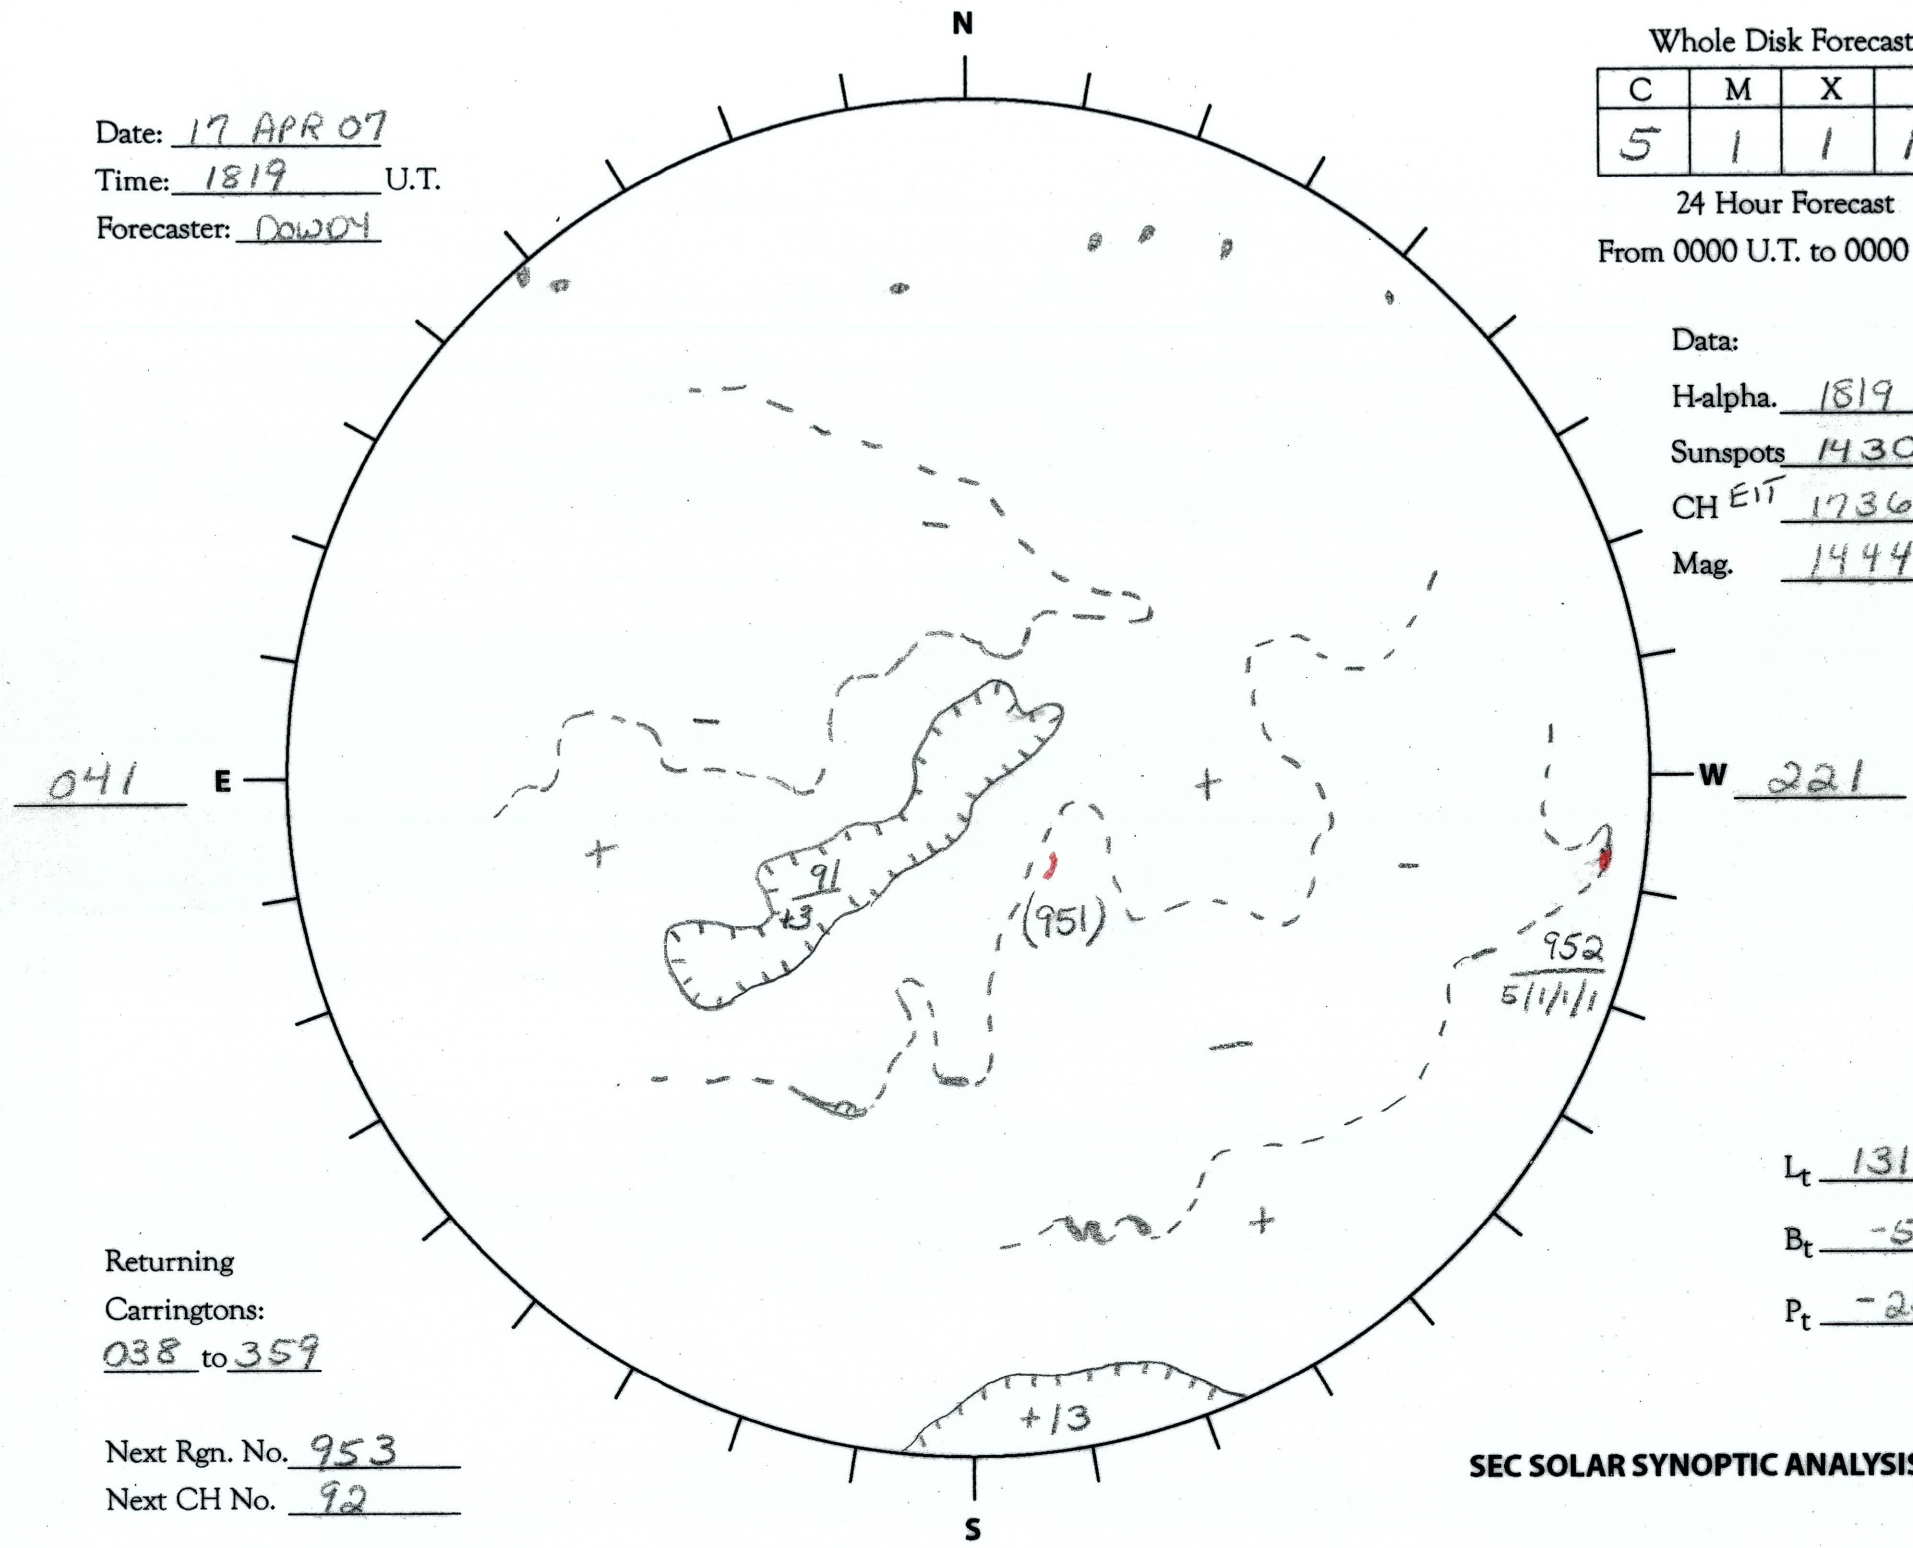 N
Whole Disk Forecast
C M X
5 1 1 1
24 Hour Forecast
From 0000 U.T. to 0000
Date: 17 APR 07
Time: 1819 U.T.
Forecaster: DOWDY
Data:
H-alpha. 1819
Sunspots 1430
CH EIT 1736
Mag. 1444
-
-
041 E
+
+
W 221
91
+3
(951)
-
952
5/1/1/1
-
+
Lt 131
Bt -5
Pt -2
Returning
Carringtons:
038 to 359
+13
Next Rgn. No. 953
Next CH No. 92
SEC SOLAR SYNOPTIC ANALYSIS
S